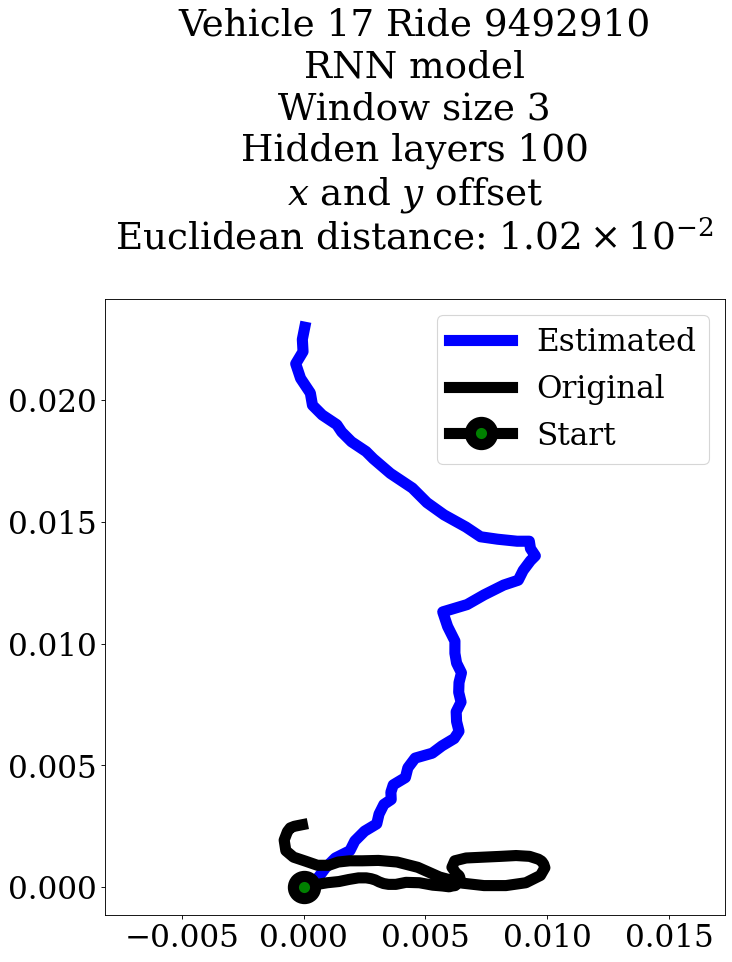 Vehicle 17 Ride 9492910
RNN model
Window size 3
Hidden layers 100
x and y offset
Euclidean distance: 1.02 × 10⁻²
Estimated
Original
Start
0.020
0.015
0.010
0.005
0.000
−0.005 0.000 0.005 0.010 0.015